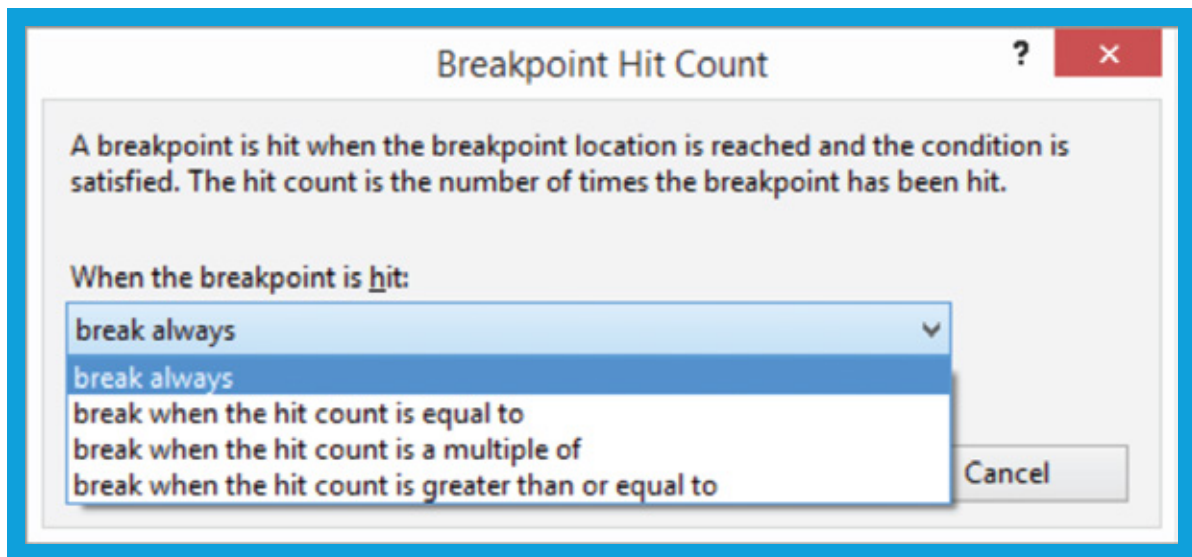 Breakpoint Hit Count
?
A breakpoint is hit when the breakpoint location is reached and the condition is
satisfied. The hit count is the number of times the breakpoint has been hit.
When the breakpoint is hit:
break always
break always
break when the hit count is equal to
break when the hit count is a multiple of
break when the hit count is greater than or equal to
Cancel